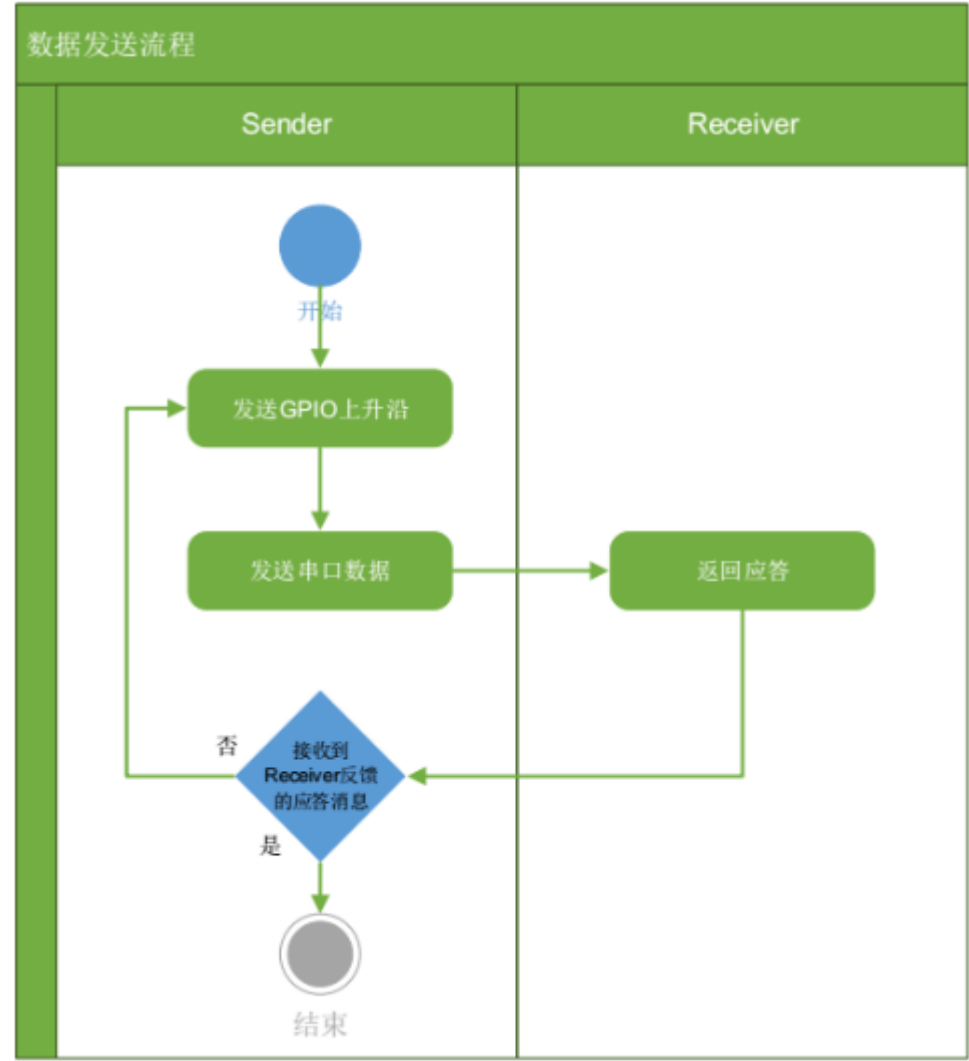 数据发送流程
Sender
Receiver
开始
发送GPIO上升沿
发送串口数据
返回应答
否
接收到
Receiver反馈
的应答消息
是
结束